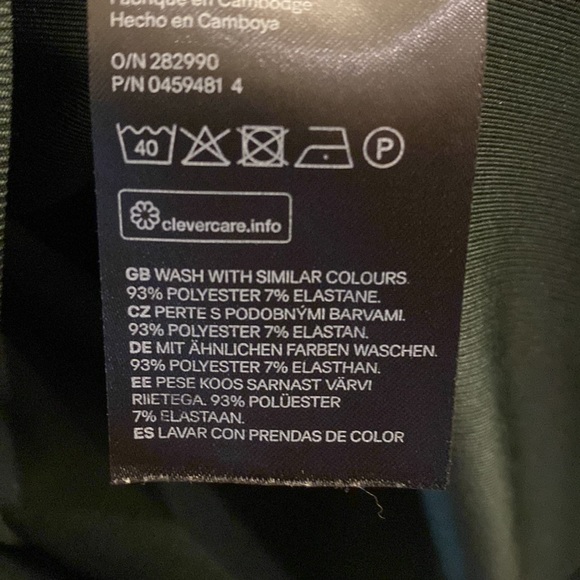 Fabriqué en Cambodge
Hecho en Camboya
O/N 282990
P/N 0459481 4
40 P
clevercare.info
GB WASH WITH SIMILAR COLOURS.
93% POLYESTER 7% ELASTANE.
CZ PERTE S PODOBNÝMI BARVAMI.
93% POLYESTER 7% ELASTAN.
DE MIT ÄHNLICHEN FARBEN WASCHEN.
93% POLYESTER 7% ELASTHAN.
EE PESE KOOS SARNAST VÄRVI
RIIETEGA. 93% POLÜESTER
7% ELASTAAN.
ES LAVAR CON PRENDAS DE COLOR